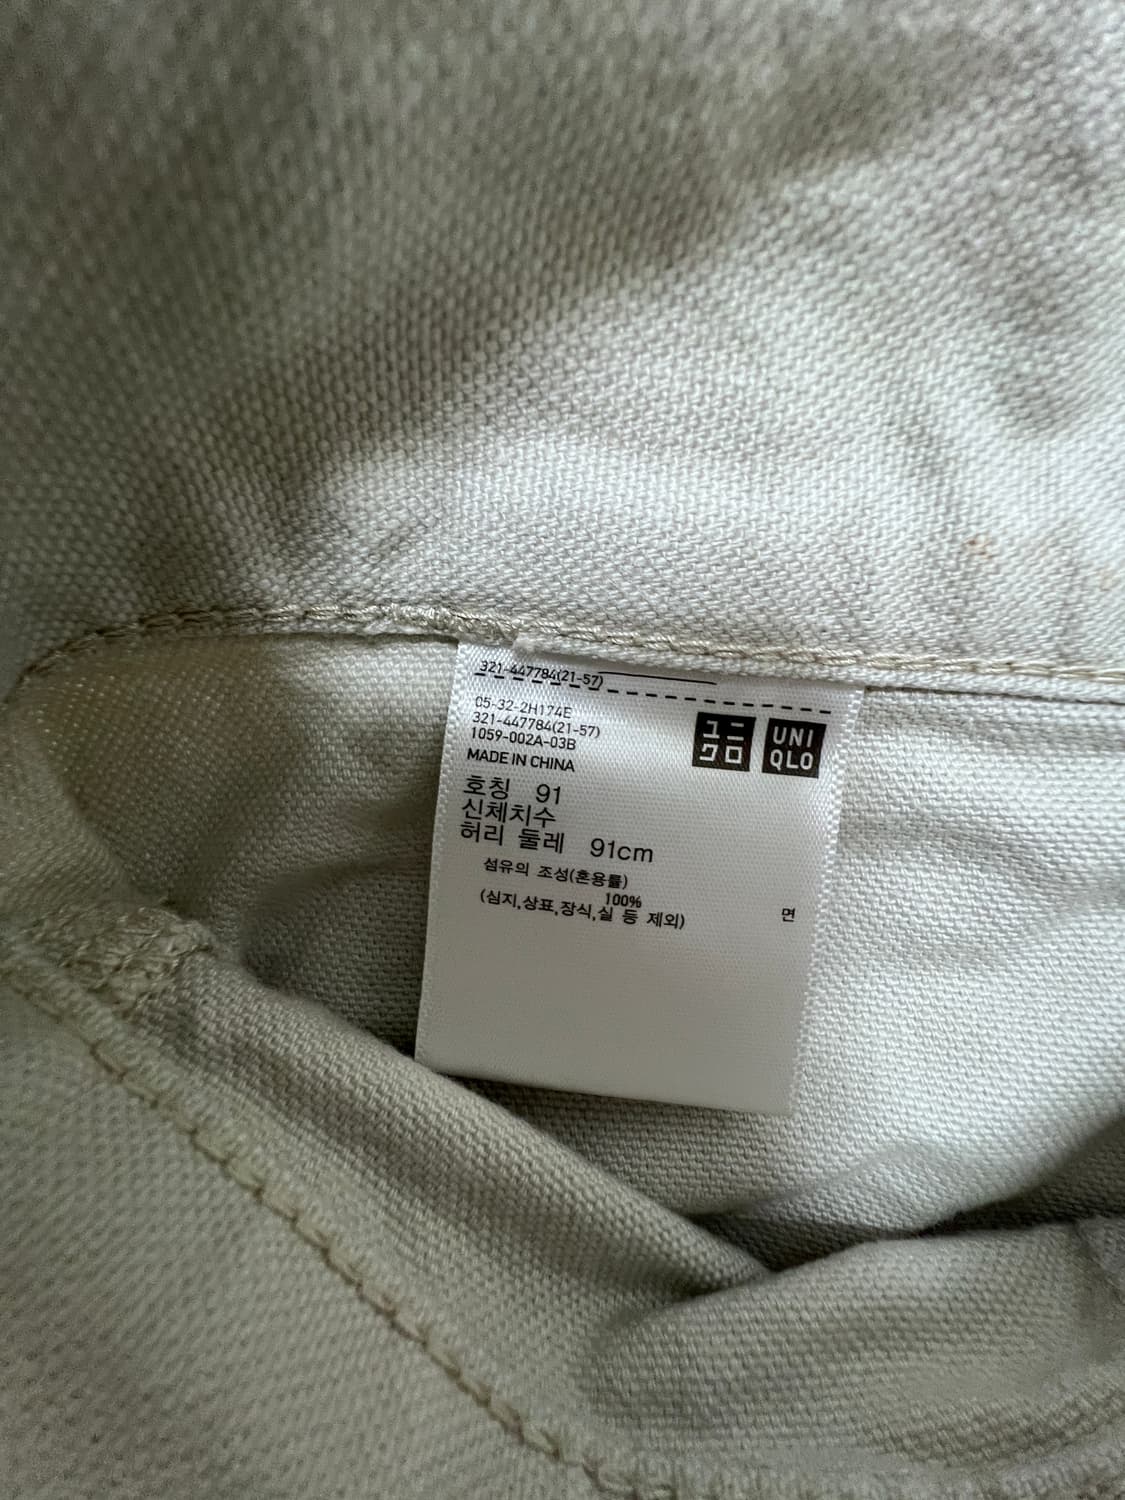 321-447784(21-57)
05-32-2H174E
321-447784(21-57)
1059-002A-03B
MADE IN CHINA
ユニ
クロ
UNI
QLO
호칭 91
신체치수
허리 둘레 91cm
섬유의 조성(혼용률)
100% 면
(심지,상표,장식,실 등 제외)